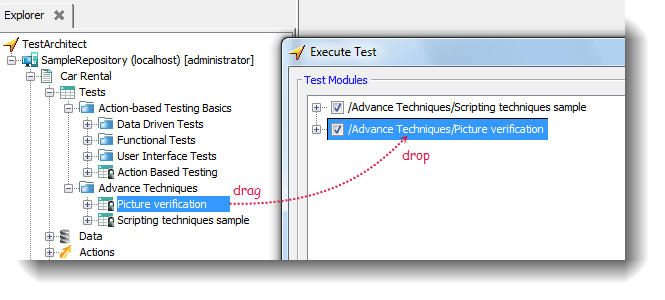 Explorer
TestArchitect
SampleRepository (localhost) [administrator]
Car Rental
Tests
Action-based Testing Basics
Data Driven Tests
Functional Tests
User Interface Tests
Action Based Testing
Advance Techniques
Picture verification
Scripting techniques sample
Data
Actions
drag
Execute Test
Test Modules
/Advance Techniques/Scripting techniques sample
/Advance Techniques/Picture verification
drop